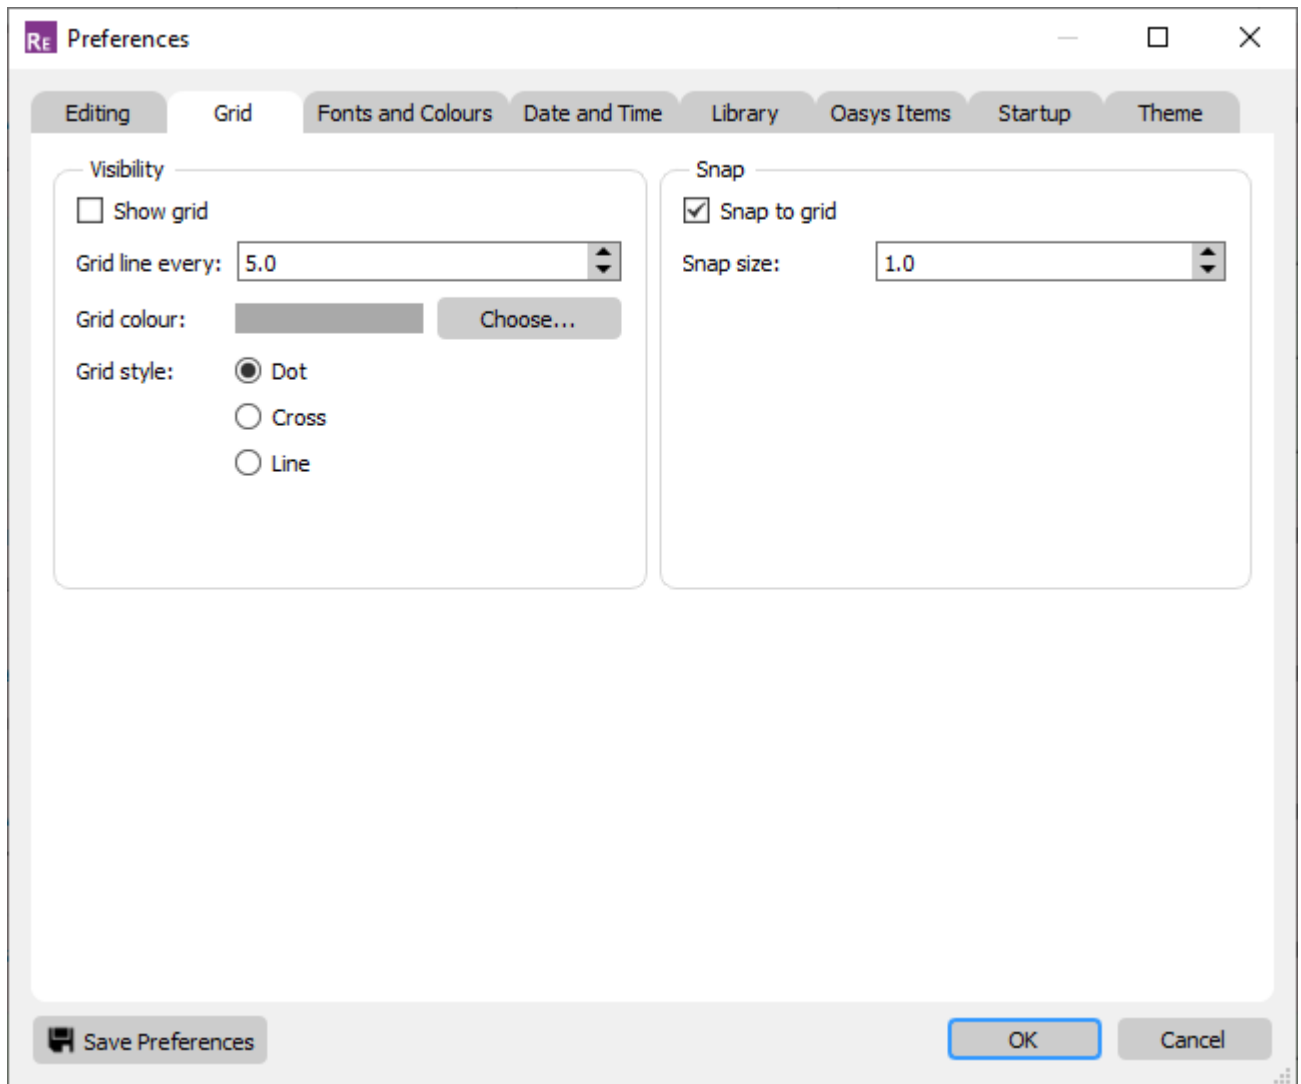 RE Preferences
Editing Grid Fonts and Colours Date and Time Library Oasys Items Startup Theme
Visibility
Show grid
Grid line every: 5.0
Grid colour: Choose...
Grid style: Dot
Cross
Line
Snap
Snap to grid
Snap size: 1.0
Save Preferences OK Cancel